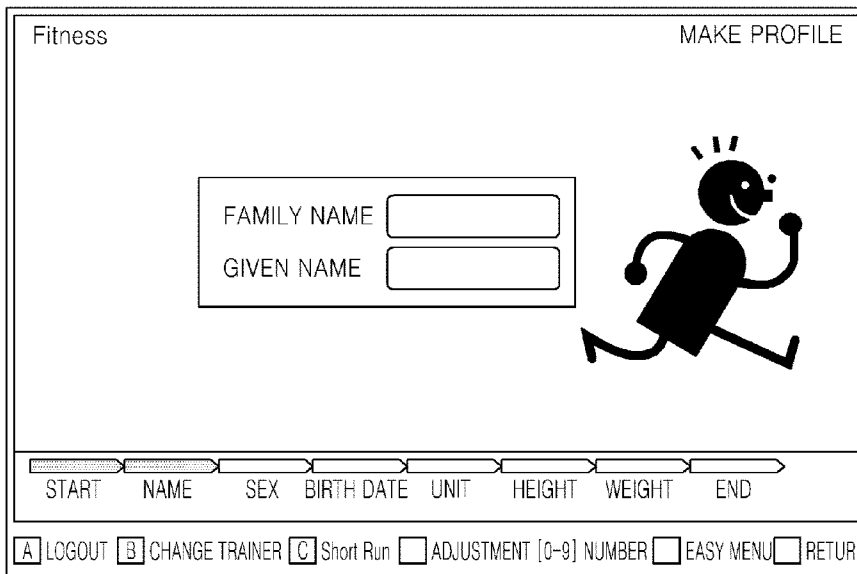 Fitness MAKE PROFILE
FAMILY NAME
GIVEN NAME
START NAME SEX BIRTH DATE UNIT HEIGHT WEIGHT END
A LOGOUT B CHANGE TRAINER C Short Run ADJUSTMENT [0-9] NUMBER EASY MENU RETUR